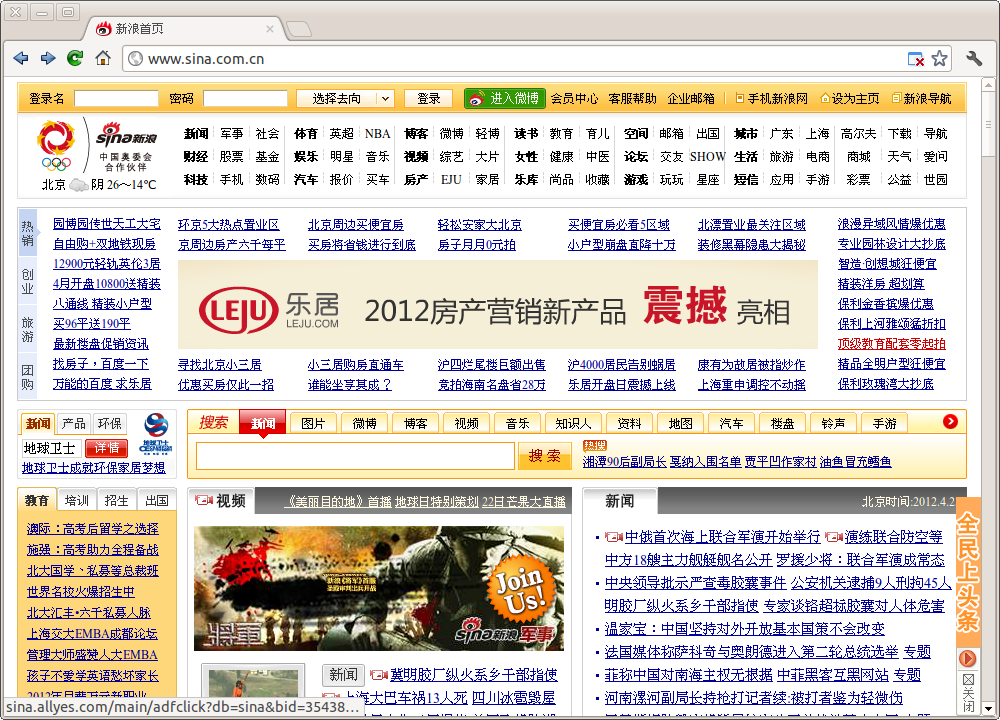 新浪首页
www.sina.com.cn
登录名 密码 选择去向 登录 进入微博 会员中心 客服帮助 企业邮箱 手机新浪网 设为主页 新浪导航
sina新浪
中国奥委会
合作伙伴
北京 阴 26～14℃
新闻 军事 社会 体育 英超 NBA 博客 微博 轻博 读书 教育 育儿 空间 邮箱 出国 城市 广东 上海 高尔夫 下载 导航
财经 股票 基金 娱乐 明星 音乐 视频 综艺 大片 女性 健康 中医 论坛 交友 SHOW 生活 旅游 电商 商城 天气 爱问
科技 手机 数码 汽车 报价 买车 房产 EJU 家居 乐库 尚品 收藏 游戏 玩玩 星座 短信 应用 手游 彩票 公益 世园
热销
创业
旅游
团购
园博园传世天工大宅 环京5大热点置业区 北京周边买便宜房 轻松安家大北京 买便宜房必看5区域 北漂置业最关注区域 浪漫异域风情爆优惠
自由购+双地铁现房 京周边房产六千每平 买房将省钱进行到底 房子月月0元拍 小户型崩盘直降十万 装修黑幕隐患大揭秘 专业园林设计大抄底
12900元轻轨英伦3居 智造·创想城狂便宜
4月开盘10800送精装 精装洋房 超划算
八通线 精装小户型 保利金香槟爆优惠
买96平送190平 保利上河雅颂猛折扣
最新楼盘促销资讯 顶级教育配套零起拍
LEJU 乐居
LEJU.COM
2012房产营销新产品 震撼 亮相
找房子，百度一下 寻找北京小三居 小三居购房直通车 沪四烂尾楼巨额出售 沪4000居民告别蜗居 康有为故居被指炒作 精品全明户型狂便宜
万能的百度 求乐居 优惠买房仅此一招 谁能坐享其成？ 竞拍海南名盘省28万 乐居开盘日震撼上线 上海重申调控不动摇 保利玫瑰湾大抄底
新闻 产品 环保
地球卫士 详情
地球卫士成就环保家居梦想
地球卫士
搜索 新闻 图片 微博 博客 视频 音乐 知识人 资料 地图 汽车 楼盘 铃声 手游
搜 索
热搜
湘潭90后副局长 戛纳入围名单 贾平凹作家村 油鱼冒充鳕鱼
教育 培训 招生 出国
澳际：高考后留学之选择
施强：高考助力全程备战
北大国学、私募等总裁班
世界名校火爆招生中
北大汇丰•六千私募人脉
上海交大EMBA成都论坛
管理大师盛赞人大EMBA
孩子不爱学英语愁坏家长
视频 《美丽目的地》首播 地球日特别策划 22日芒果大直播
新浪《将军》首服
圣殿审判出兵开战
Join Us!
將軍
sina新浪 军事
新闻 冀明胶厂纵火系乡干部指使
上海大巴车祸13人死 四川冰雹毁屋
新闻 北京时间:2012.4.2
中俄首次海上联合军演开始举行 演练联合防空等
中方18艘主力舰艇舰名公开 罗援少将：联合军演成常态
中央领导批示严查毒胶囊事件 公安机关逮捕9人刑拘45人
明胶厂纵火系乡干部指使 专家谈铬超标胶囊对人体危害
温家宝：中国坚持对外开放基本国策不会改变
法国媒体称萨科奇与奥朗德进入第二轮总统选举 专题
菲称中国对南海主权无根据 中菲黑客互黑网站 专题
河南漯河副局长持枪打记者续:被打者鉴为轻微伤
全民上头条
关闭
sina.allyes.com/main/adfclick?db=sina&bid=35438...